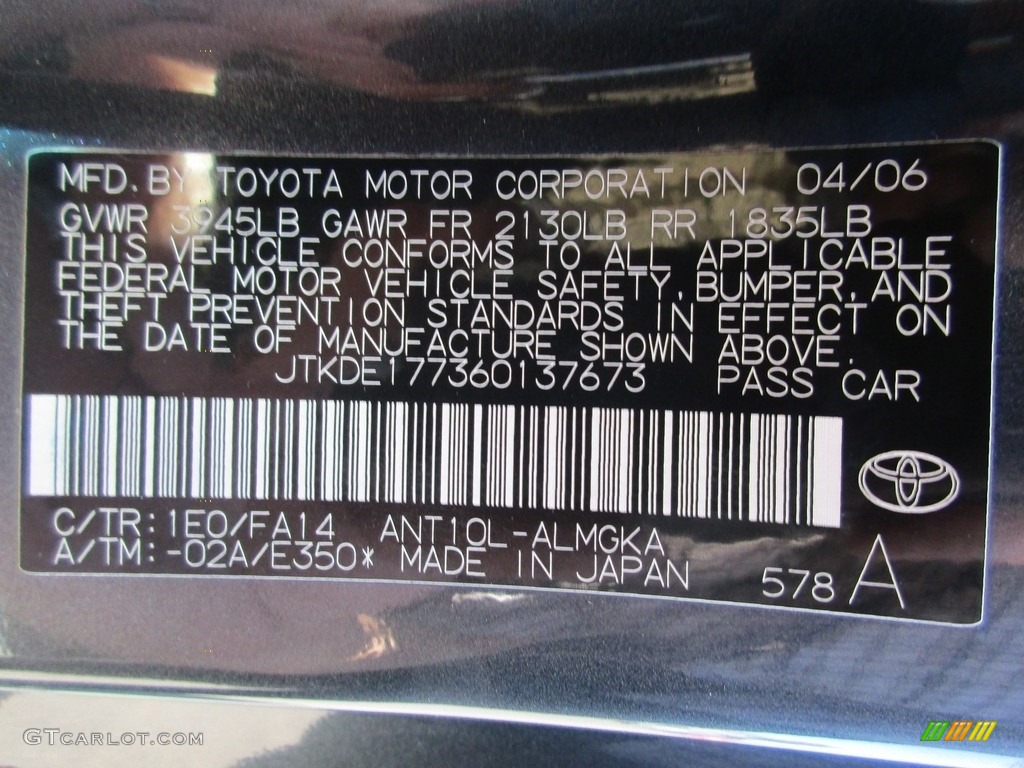 MFD. BY TOYOTA MOTOR CORPORATION 04/06
GVWR 3945LB GAWR FR 2130LB RR 1835LB
THIS VEHICLE CONFORMS TO ALL APPLICABLE
FEDERAL MOTOR VEHICLE SAFETY, BUMPER, AND
THEFT PREVENTION STANDARDS IN EFFECT ON
THE DATE OF MANUFACTURE SHOWN ABOVE.
JTKDE177360137673 PASS CAR
C/TR: 1E0/FA14 ANT10L-ALMGKA
A/TM: -02A/E350* MADE IN JAPAN
578 A
GTCARLOT.COM